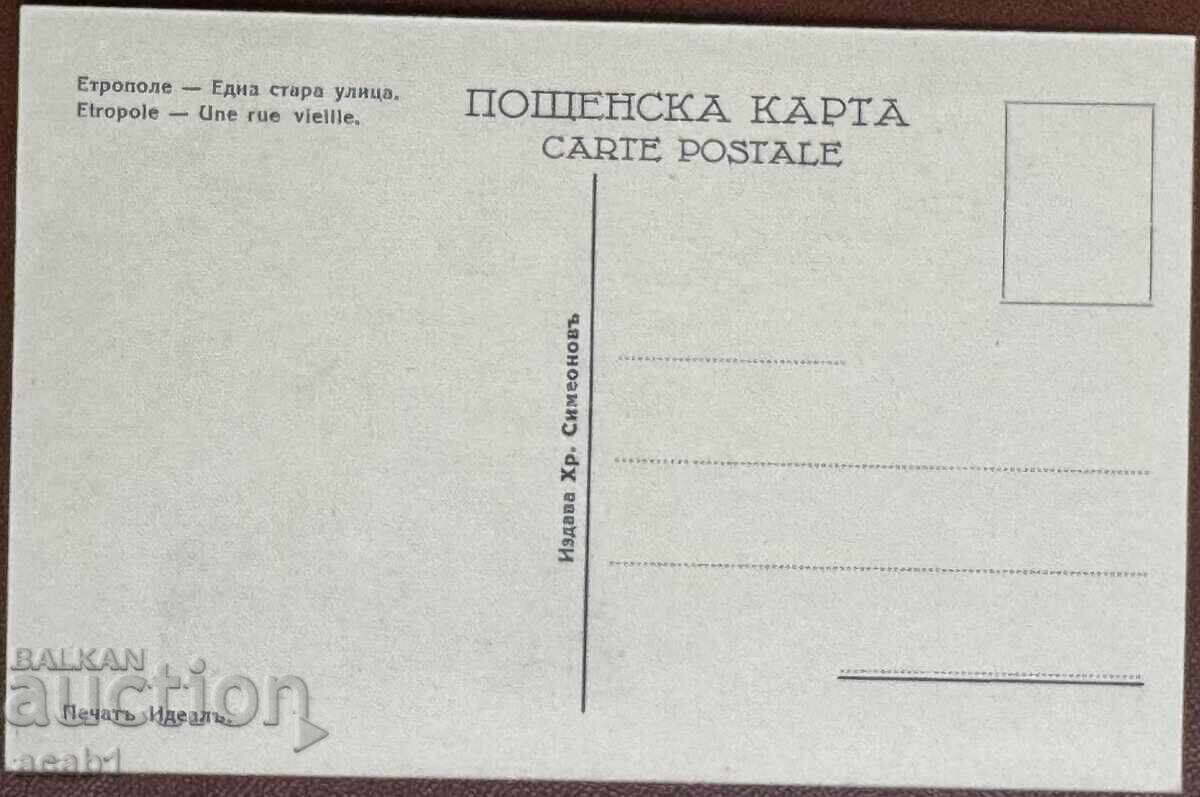 Етрополе — Една стара улица.
Etropole — Une rue vieille.
ПОЩЕНСКА КАРТА
CARTE POSTALE
Издава Хр. Симеоновъ
BALKAN
auction
Печатъ Идеалъ.
acab1